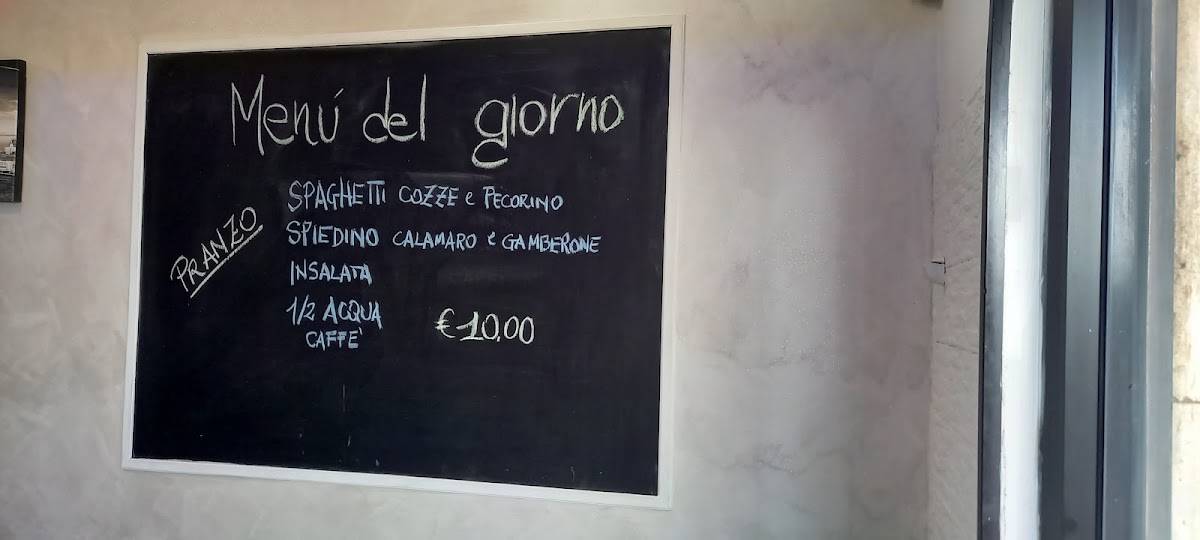 Menú del giorno
PRANZO
SPAGHETTI COZZE e PECORINO
SPIEDINO CALAMARO e GAMBERONE
INSALATA
1/2 ACQUA
CAFFE'
€10.00